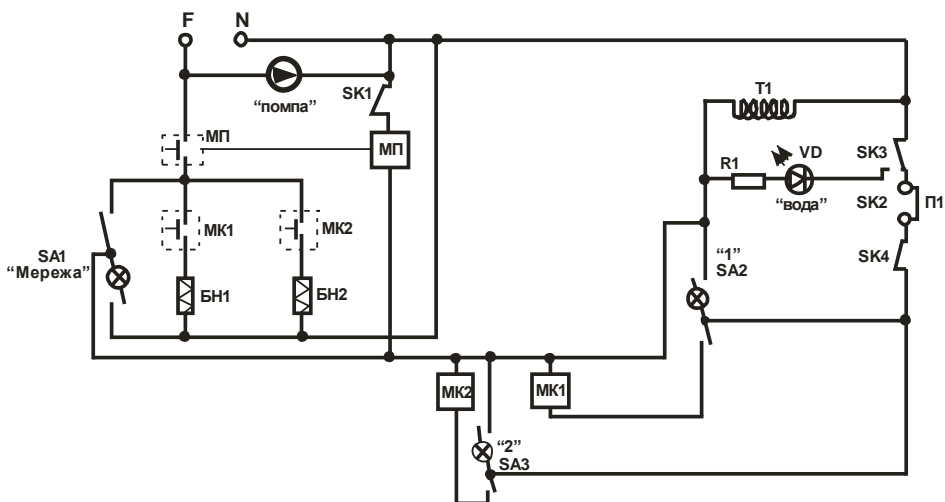 F N
“помпа”
SK1
МП
МП
T1
R1
VD
“вода”
SK3
SK2
П1
SK4
МК1
МК2
SA1
“Мережа”
БН1
БН2
“1”
SA2
МК2
МК1
“2”
SA3